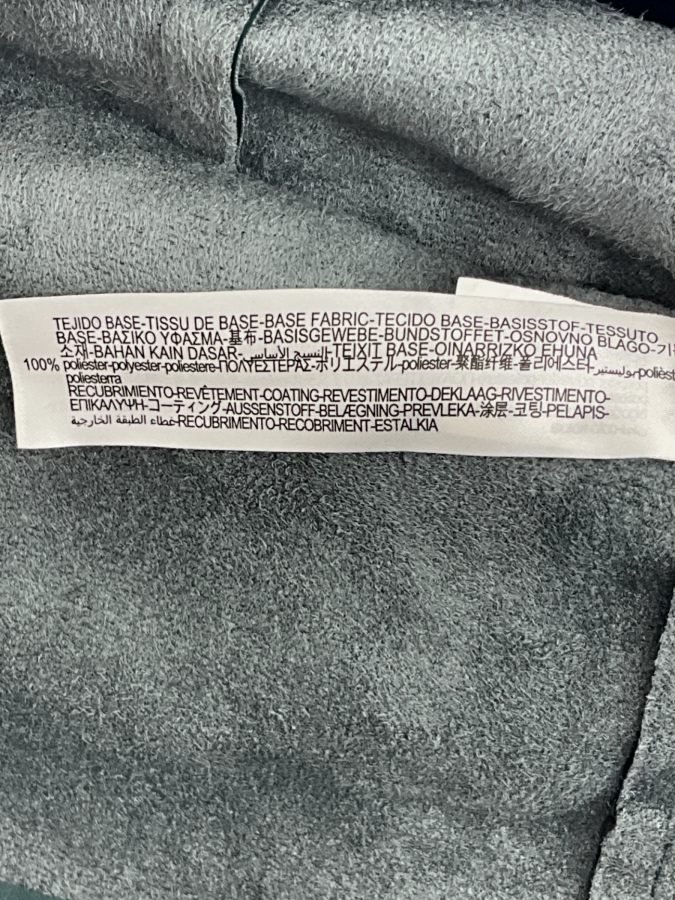 TEJIDO BASE-TISSU DE BASE-BASE FABRIC-TECIDO BASE-BASISSTOF-TESSUTO
BASE-ΒΑΣΙΚΟ ΥΦΑΣΜΑ-基布-BASISGEWEBE-BUNDSTOFFET-OSNOVNO BLAGO-기
소재-BAHAN KAIN DASAR-النسيج الأساسي-TEIXIT BASE-OINARRIZKO EHUNA
100% poliester-polyester-poliestere-ΠΟΛΥΕΣΤΕΡΑΣ-ポリエステル-poliester-聚酯纤维-폴리에스터-بوليستير-polièst
poliesterra
RECUBRIMIENTO-REVÊTEMENT-COATING-REVESTIMENTO-DEKLAAG-RIVESTIMENTO-
ΕΠΙΚΑΛΥΨΗ-コーティング-AUSSENSTOFF-BELÆGNING-PREVLEKA-涂层-코팅-PELAPIS-
غطاء الطبقة الخارجية-RECUBRIMENTO-RECOBRIMENT-ESTALKIA